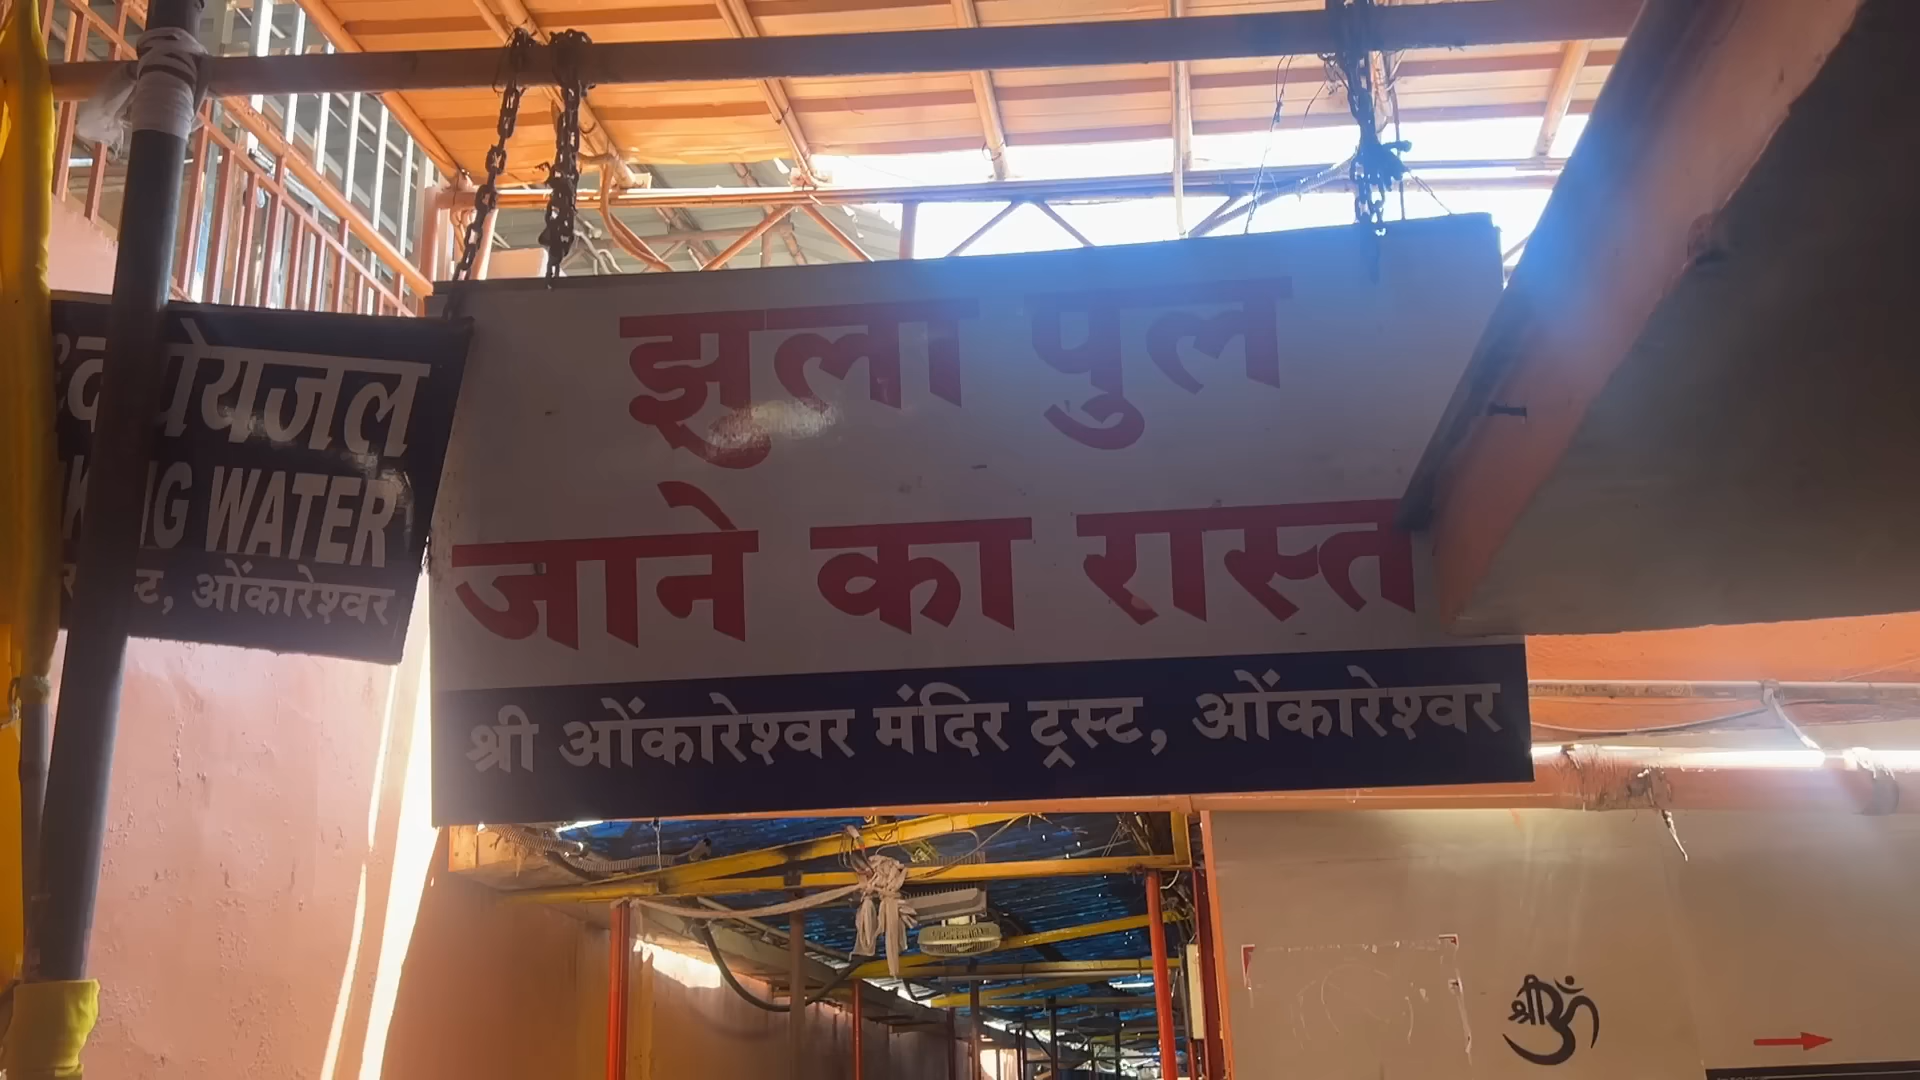 पेयजल
WATER
ओंकारेश्वर
झुला पुल
जाने का रास्त
श्री ओंकारेश्वर मंदिर ट्रस्ट, ओंकारेश्वर
श्री ॐ